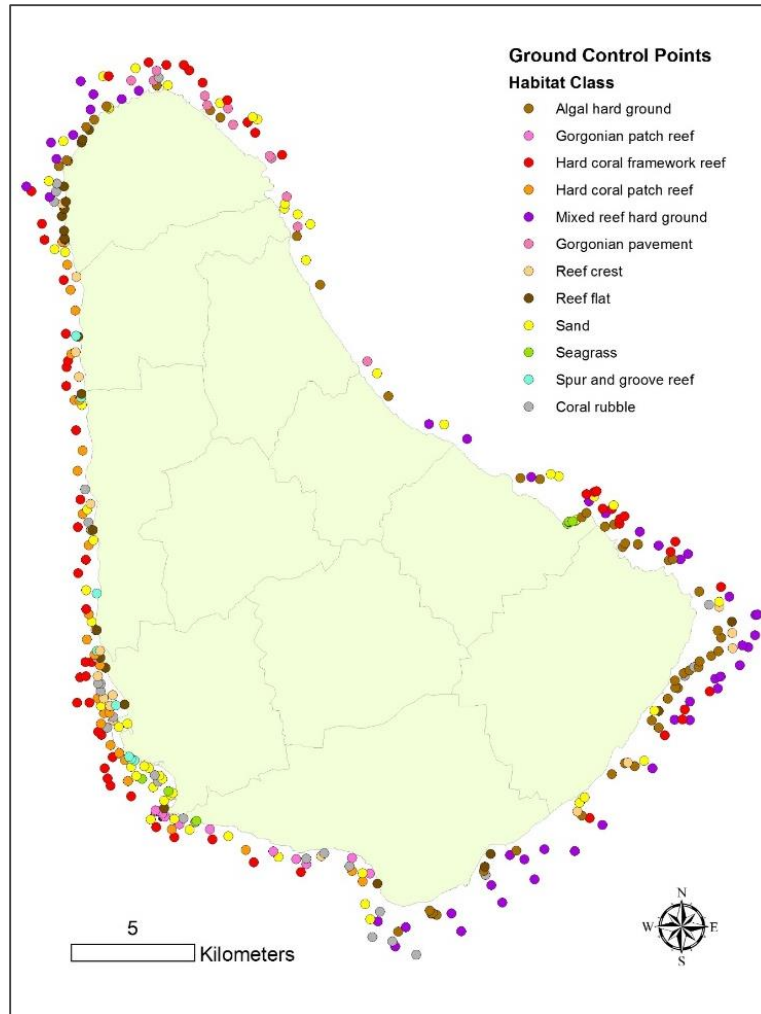 Ground Control Points
Habitat Class
Algal hard ground
Gorgonian patch reef
Hard coral framework reef
Hard coral patch reef
Mixed reef hard ground
Gorgonian pavement
Reef crest
Reef flat
Sand
Seagrass
Spur and groove reef
Coral rubble
N
W E
S
5
Kilometers